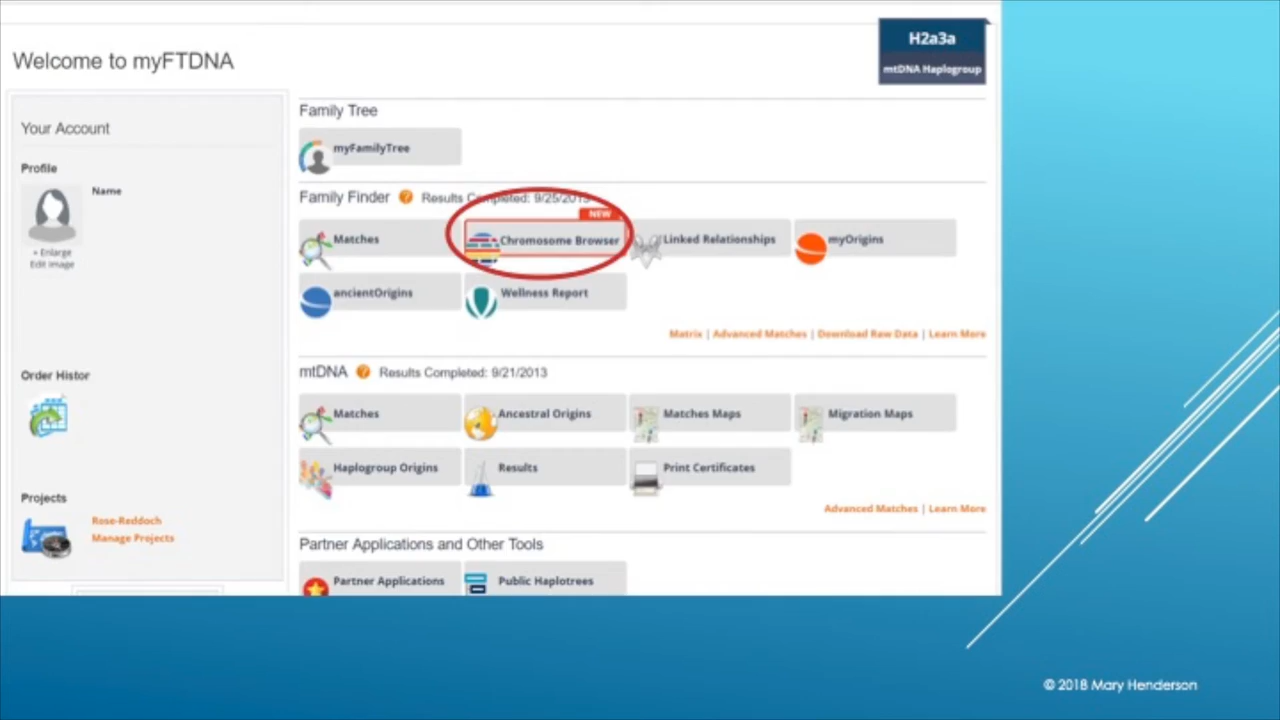 H2a3a
mtDNA Haplogroup
Welcome to myFTDNA
Your Account
Profile
Name
+ Enlarge
Edit Image
Order Histor
Projects
Rose-Reddoch
Manage Projects
Family Tree
myFamilyTree
Family Finder ? Results Completed: 9/25/2013
NEW
Matches Chromosome Browser Linked Relationships myOrigins
ancientOrigins Wellness Report
Matrix | Advanced Matches | Download Raw Data | Learn More
mtDNA ? Results Completed: 9/21/2013
Matches Ancestral Origins Matches Maps Migration Maps
Haplogroup Origins Results Print Certificates
Advanced Matches | Learn More
Partner Applications and Other Tools
Partner Applications Public Haplotrees
© 2018 Mary Henderson